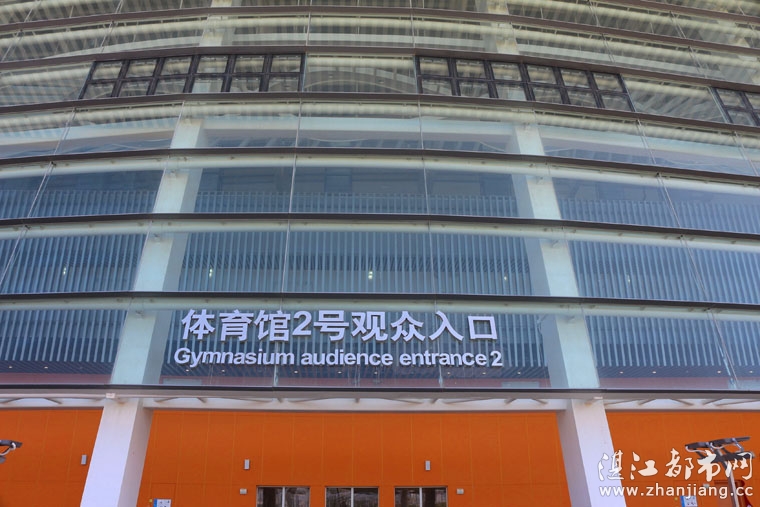 体育馆2号观众入口
Gymnasium audience entrance 2
湛江都市网
www.zhanjiang.cc